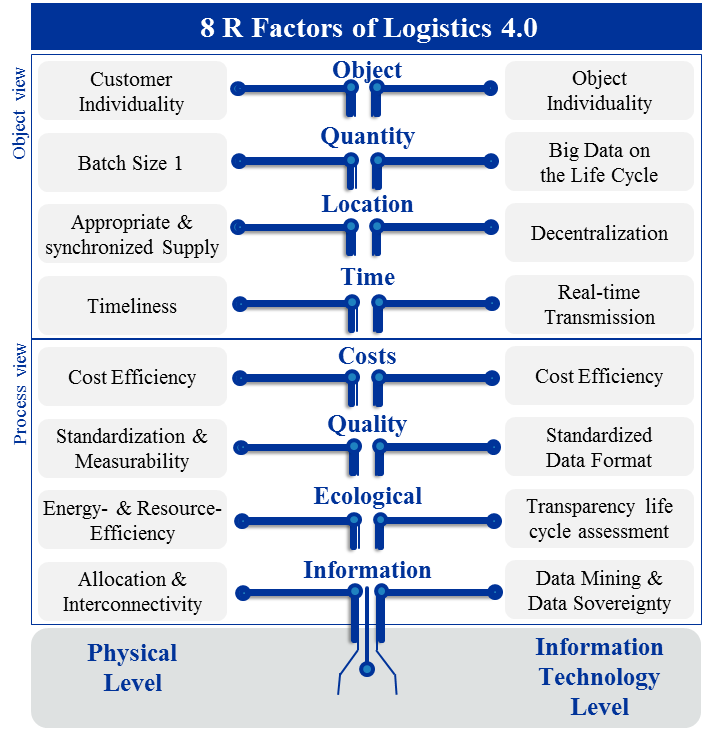 8 R Factors of Logistics 4.0
Object view
Object
Customer
Individuality
Object
Individuality
Quantity
Batch Size 1
Big Data on
the Life Cycle
Location
Appropriate &
synchronized Supply
Decentralization
Time
Timeliness
Real-time
Transmission
Process view
Costs
Cost Efficiency
Cost Efficiency
Quality
Standardization &
Measurability
Standardized
Data Format
Ecological
Energy- & Resource-
Efficiency
Transparency life
cycle assessment
Information
Allocation &
Interconnectivity
Data Mining &
Data Sovereignty
Physical
Level
Information
Technology
Level